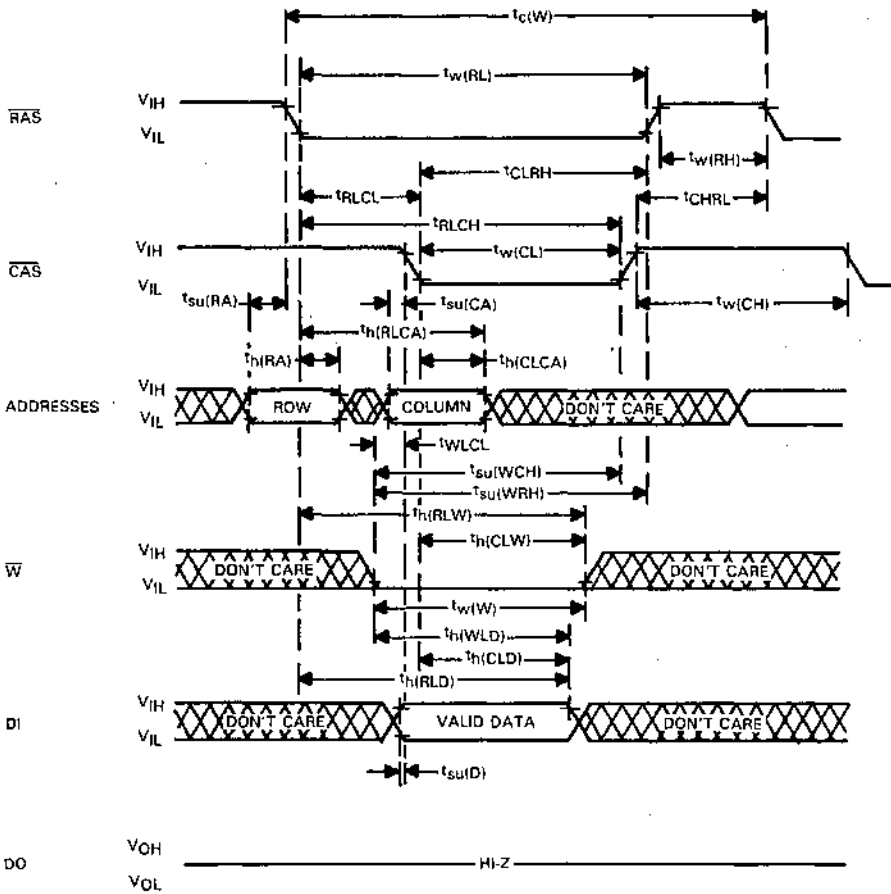 tc(W)
tw(RL)
RAS
VIH
VIL
tw(RH)
tCLRH
tRLCL
tCHRL
tRLCH
CAS
VIH
VIL
tw(CL)
tsu(RA)
tsu(CA)
tw(CH)
th(RLCA)
th(RA)
th(CLCA)
ADDRESSES
VIH
VIL
ROW
COLUMN
DON'T CARE
tWLCL
tsu(WCH)
tsu(WRH)
th(RLW)
th(CLW)
W
VIH
VIL
DON'T CARE
DON'T CARE
tw(W)
th(WLD)
th(CLD)
th(RLD)
DI
VIH
VIL
DON'T CARE
VALID DATA
DON'T CARE
tsu(D)
DO
VOH
HI-Z
VOL